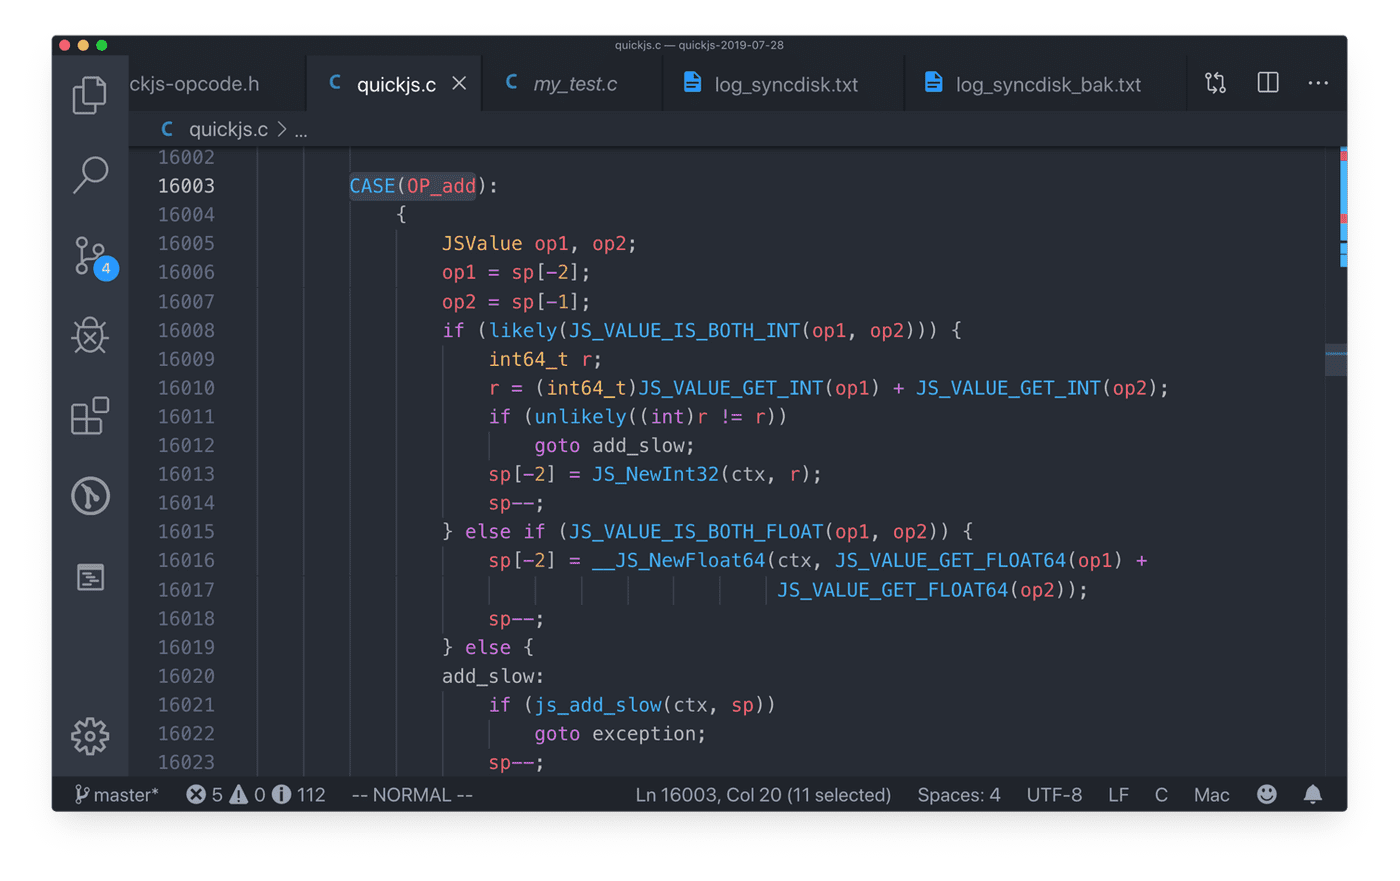 quickjs.c — quickjs-2019-07-28
ckjs-opcode.h
C quickjs.c
C my_test.c
log_syncdisk.txt
log_syncdisk_bak.txt
C quickjs.c > ...
16002
16003 CASE(OP_add):
16004 {
16005 JSValue op1, op2;
16006 op1 = sp[-2];
16007 op2 = sp[-1];
16008 if (likely(JS_VALUE_IS_BOTH_INT(op1, op2))) {
16009 int64_t r;
16010 r = (int64_t)JS_VALUE_GET_INT(op1) + JS_VALUE_GET_INT(op2);
16011 if (unlikely((int)r != r))
16012 goto add_slow;
16013 sp[-2] = JS_NewInt32(ctx, r);
16014 sp--;
16015 } else if (JS_VALUE_IS_BOTH_FLOAT(op1, op2)) {
16016 sp[-2] = __JS_NewFloat64(ctx, JS_VALUE_GET_FLOAT64(op1) +
16017 JS_VALUE_GET_FLOAT64(op2));
16018 sp--;
16019 } else {
16020 add_slow:
16021 if (js_add_slow(ctx, sp))
16022 goto exception;
16023 sp--;
4
master* 5 0 112 -- NORMAL -- Ln 16003, Col 20 (11 selected) Spaces: 4 UTF-8 LF C Mac